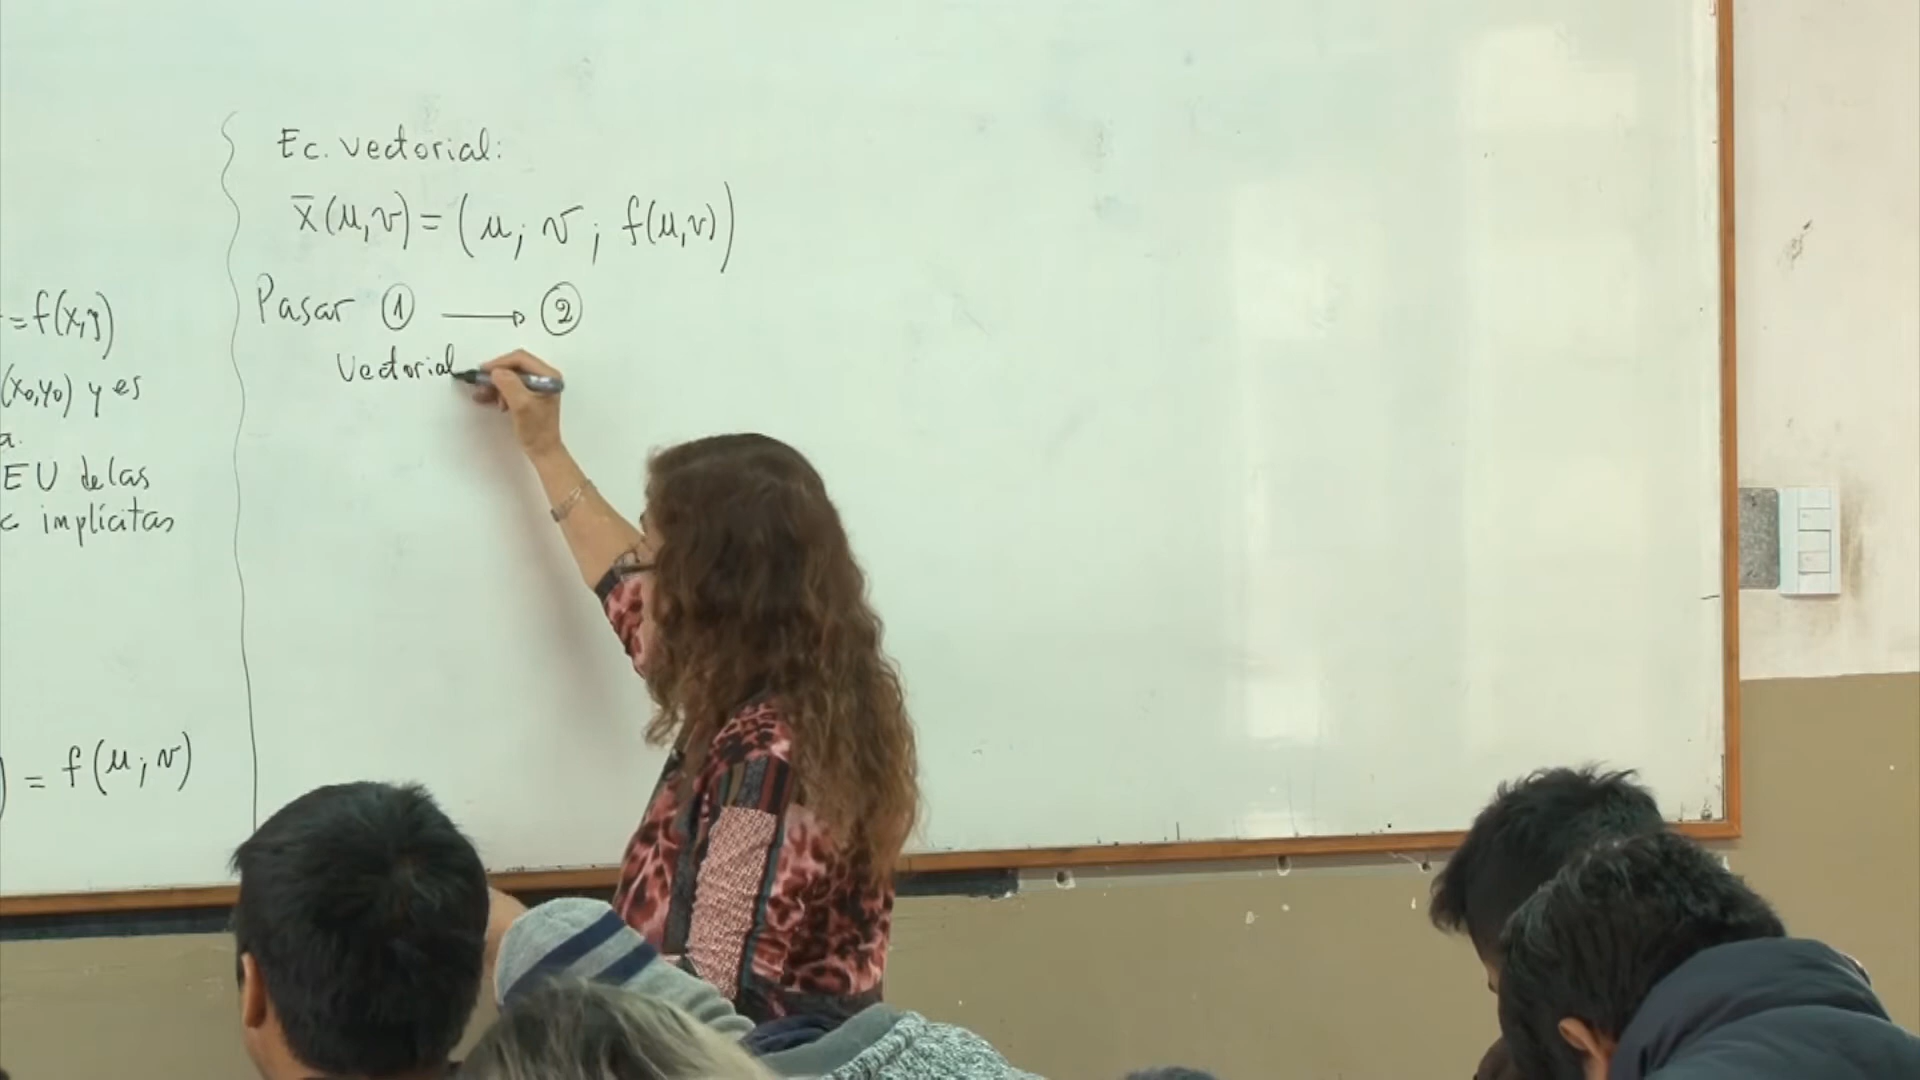 = f(x,y)
(x₀,y₀) y es
a.
EU de las
implícitas
) = f(μ; v)
Ec. vectorial:
x̄(μ,v) = (μ; v; f(μ,v))
Pasar ① → ②
Vectorial